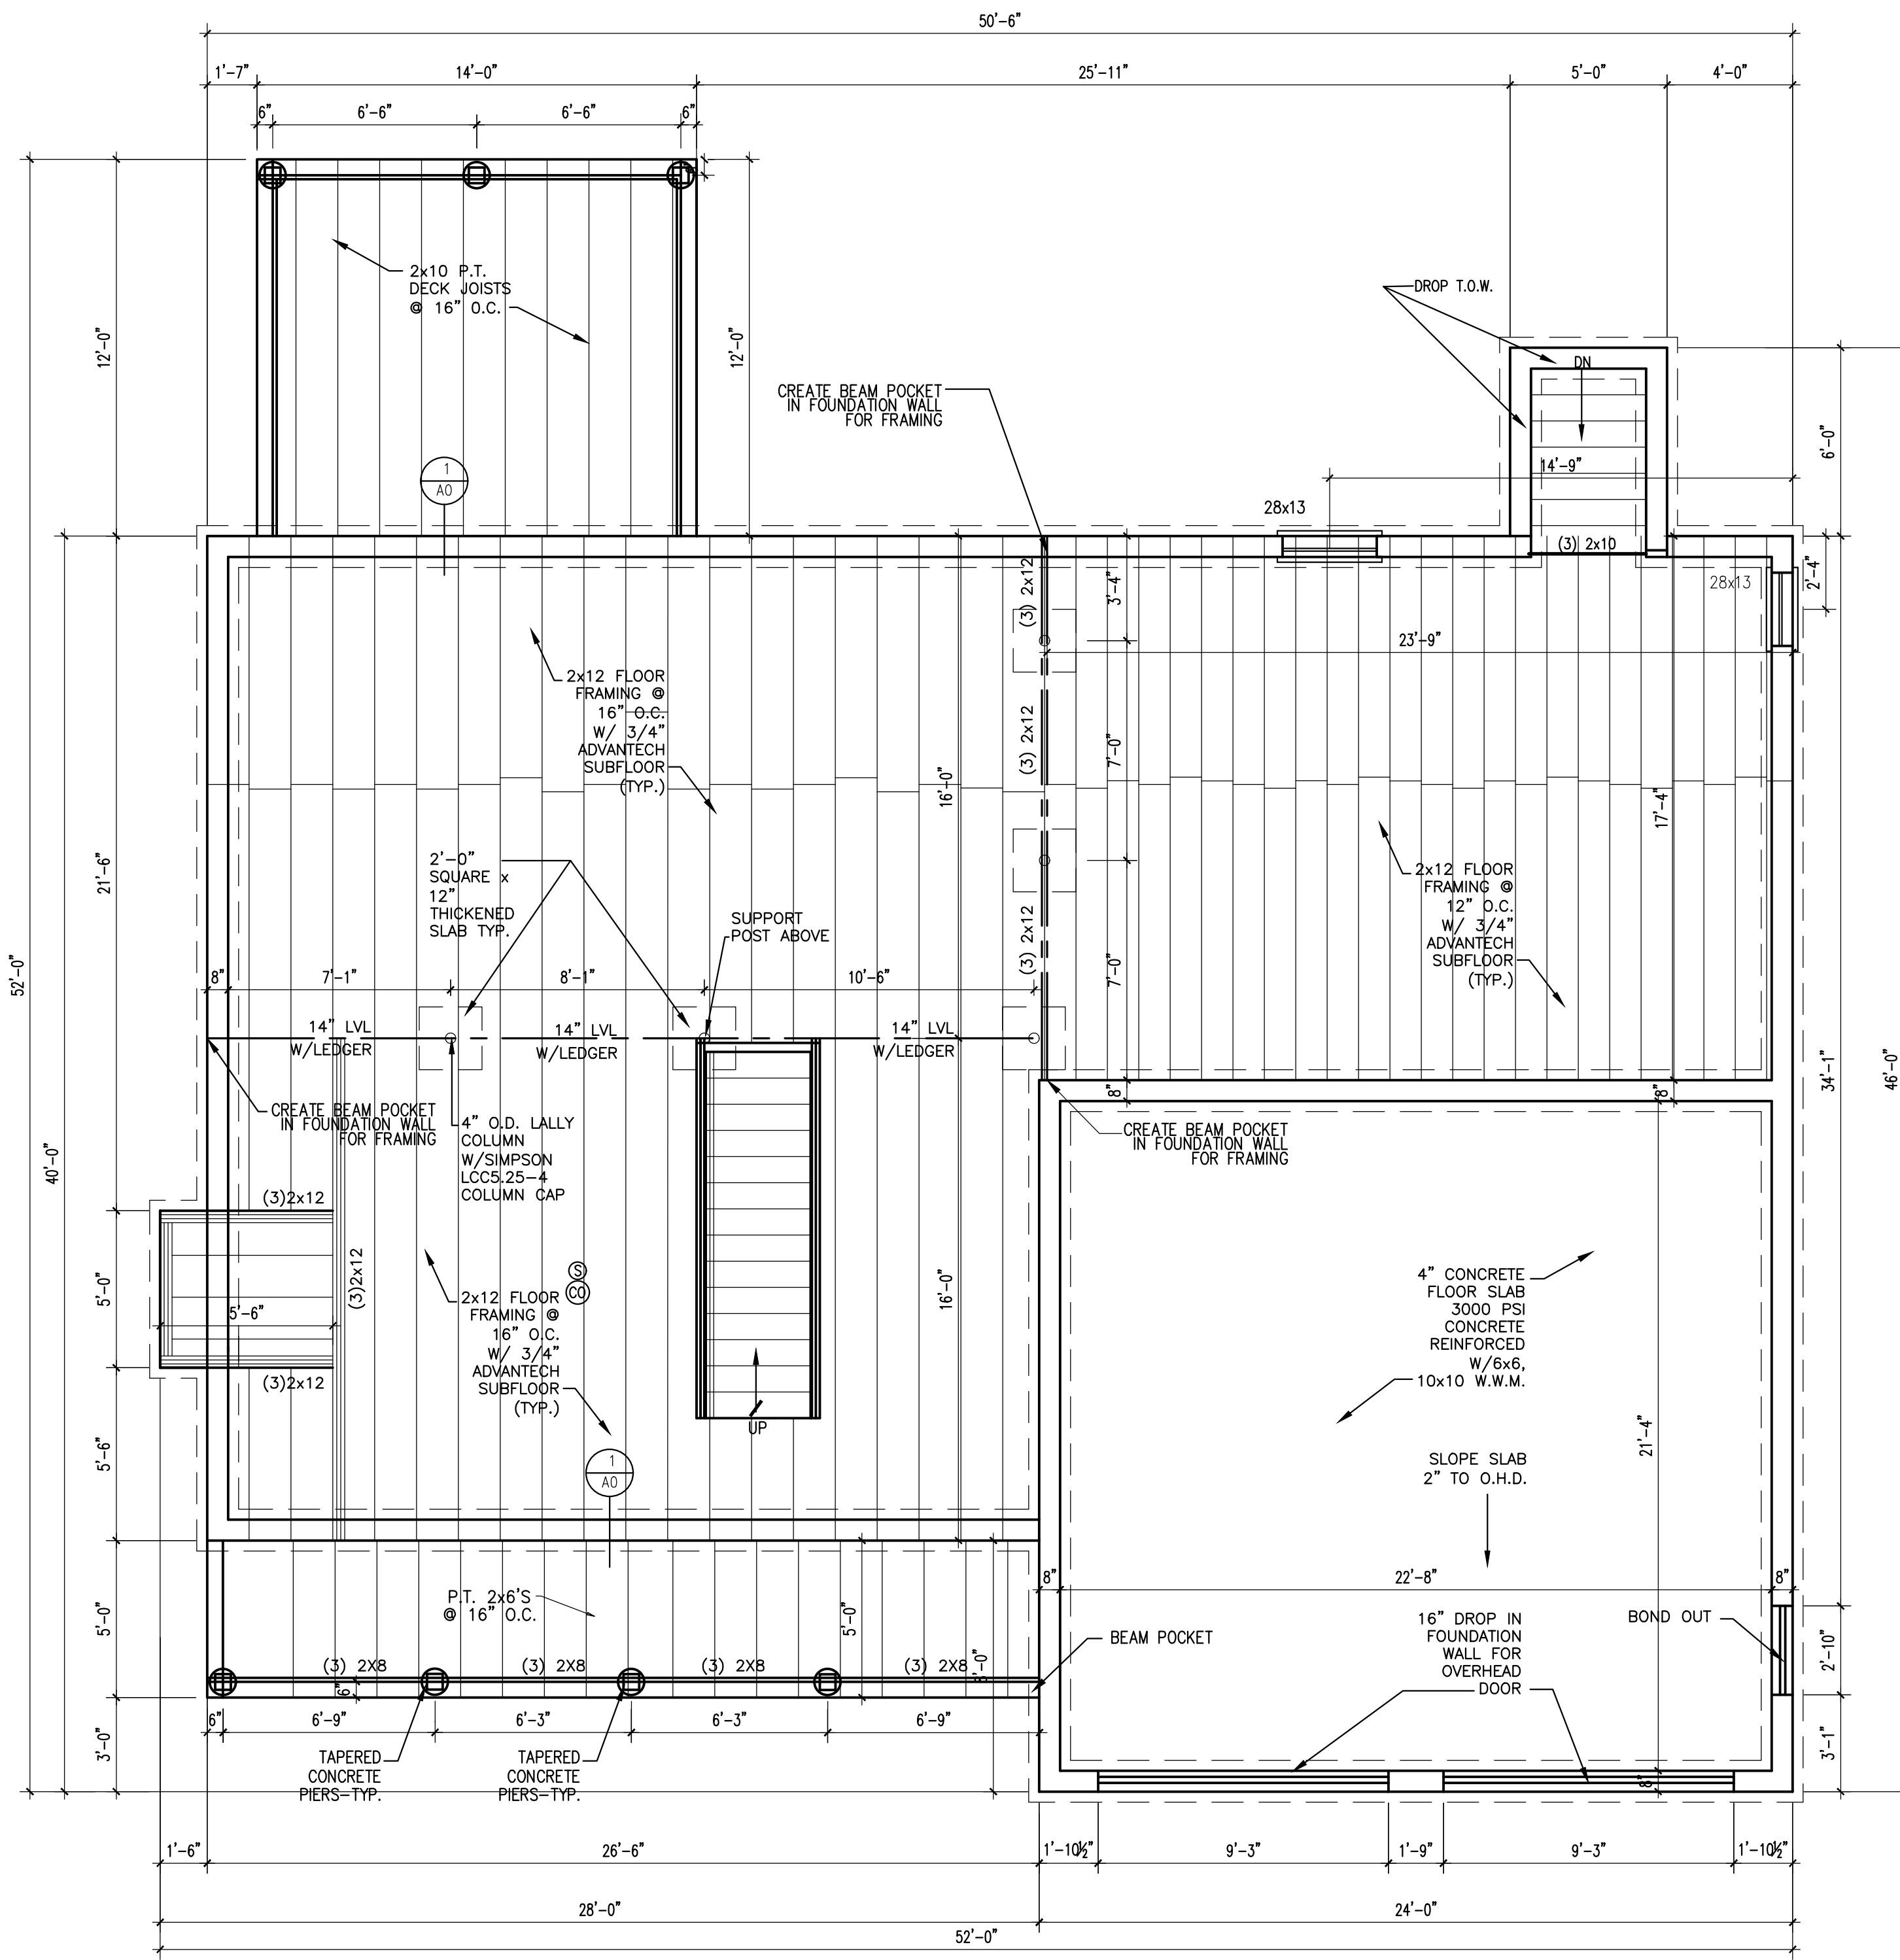 50'-6"
1'-7"
14'-0"
25'-11"
5'-0"
4'-0"
6"
6'-6"
6'-6"
6"
2x10 P.T.
DECK JOISTS
@ 16" O.C.
12'-0"
12'-0"
DROP T.O.W.
DN
CREATE BEAM POCKET
IN FOUNDATION WALL
FOR FRAMING
6'-0"
1
A0
14'-9"
28x13
(3) 2x10
28x13
2'-4"
(3) 2x12
3'-4"
23'-9"
2x12 FLOOR
FRAMING @
16" O.C.
W/ 3/4"
ADVANTECH
SUBFLOOR
(TYP.)
(3) 2x12
7'-0"
16'-0"
17'-4"
21'-6"
2'-0"
SQUARE x
12"
THICKENED
SLAB TYP.
2x12 FLOOR
FRAMING @
12" O.C.
W/ 3/4"
ADVANTECH
SUBFLOOR
(TYP.)
SUPPORT
POST ABOVE
(3) 2x12
7'-0"
52'-0"
8"
7'-1"
8'-1"
10'-6"
14" LVL
W/LEDGER
14" LVL
W/LEDGER
14" LVL
W/LEDGER
34'-1"
46'-0"
8"
8"
CREATE BEAM POCKET
IN FOUNDATION WALL
FOR FRAMING
4" O.D. LALLY
COLUMN
W/SIMPSON
LCC5.25-4
COLUMN CAP
CREATE BEAM POCKET
IN FOUNDATION WALL
FOR FRAMING
40'-0"
(3)2x12
(3)2x12
5'-0"
5'-6"
(3)2x12
S
CO
2x12 FLOOR
FRAMING @
16" O.C.
W/ 3/4"
ADVANTECH
SUBFLOOR
(TYP.)
16'-0"
4" CONCRETE
FLOOR SLAB
3000 PSI
CONCRETE
REINFORCED
W/6x6,
10x10 W.W.M.
UP
5'-6"
21'-4"
1
A0
SLOPE SLAB
2" TO O.H.D.
8"
22'-8"
8"
P.T. 2x6'S
@ 16" O.C.
5'-0"
5'-0"
BEAM POCKET
16" DROP IN
FOUNDATION
WALL FOR
OVERHEAD
DOOR
BOND OUT
2'-10"
(3) 2X8
(3) 2X8
(3) 2X8
(3) 2X8
6"
6"
6'-9"
6'-3"
6'-3"
6'-9"
3'-0"
3'-1"
TAPERED
CONCRETE
PIERS-TYP.
TAPERED
CONCRETE
PIERS-TYP.
8"
1'-6"
26'-6"
1'-10½"
9'-3"
1'-9"
9'-3"
1'-10½"
28'-0"
24'-0"
52'-0"